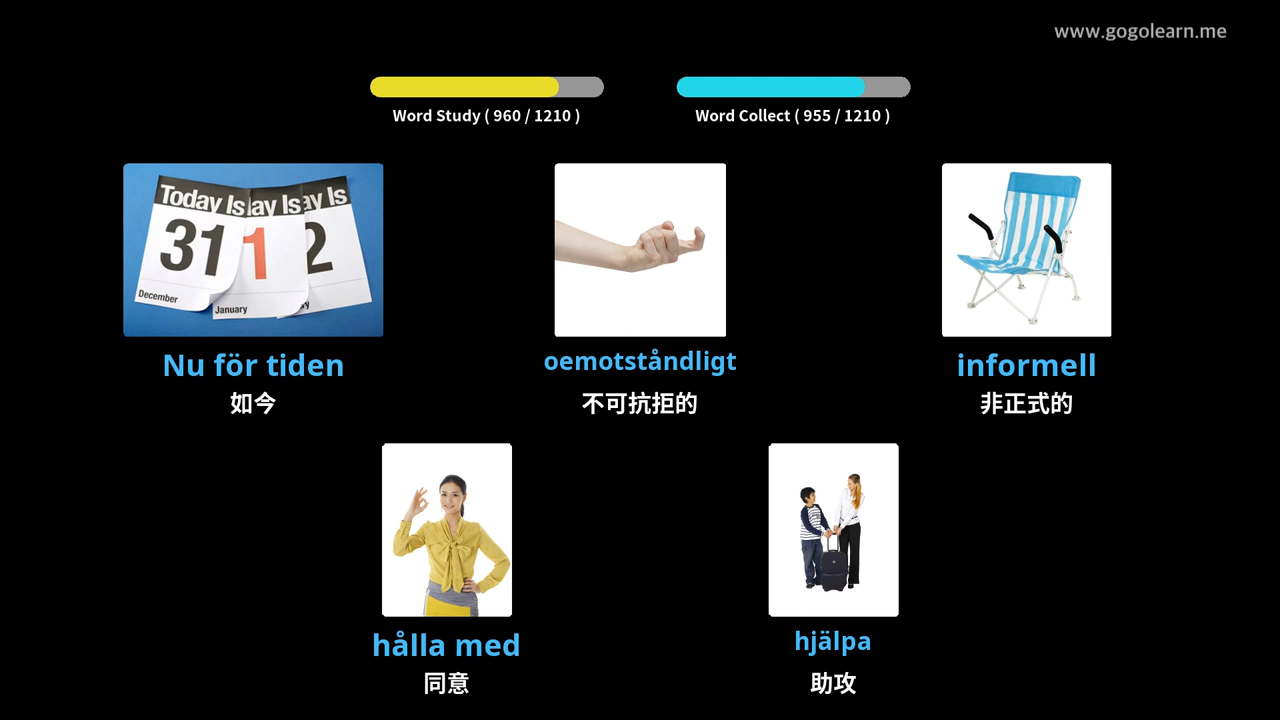 www.gogolearn.me
Word Study ( 960 / 1210 )
Word Collect ( 955 / 1210 )
Today Is
ay Is
ay Is
31
1
2
December
January
Nu för tiden
oemotståndligt
informell
如今
不可抗拒的
非正式的
hålla med
hjälpa
同意
助攻